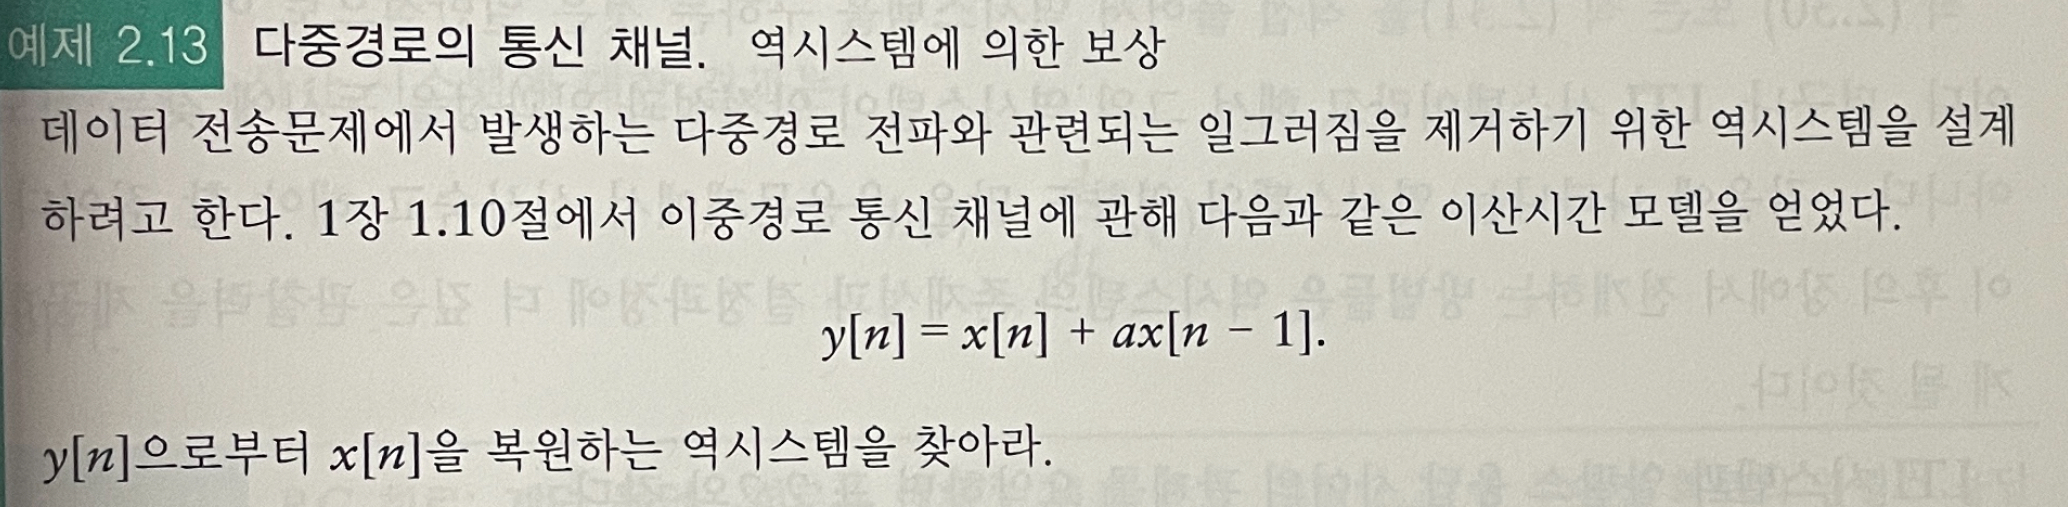 예제 2.13 다중경로의 통신 채널. 역시스템에 의한 보상
데이터 전송문제에서 발생하는 다중경로 전파와 관련되는 일그러짐을 제거하기 위한 역시스템을 설계
하려고 한다. 1장 1.10절에서 이중경로 통신 채널에 관해 다음과 같은 이산시간 모델을 얻었다.
y[n] = x[n] + ax[n − 1].
y[n]으로부터 x[n]을 복원하는 역시스템을 찾아라.